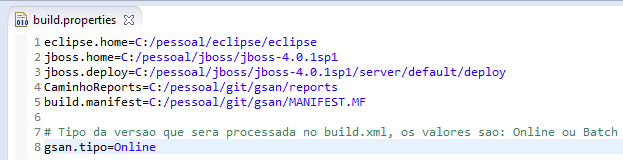 build.properties
1 eclipse.home=C:/pessoal/eclipse/eclipse
2 jboss.home=C:/pessoal/jboss/jboss-4.0.1sp1
3 jboss.deploy=C:/pessoal/jboss/jboss-4.0.1sp1/server/default/deploy
4 CaminhoReports=C:/pessoal/git/gsan/reports
5 build.manifest=C:/pessoal/git/gsan/MANIFEST.MF
6
7 # Tipo da versao que sera processada no build.xml, os valores sao: Online ou Batch
8 gsan.tipo=Online